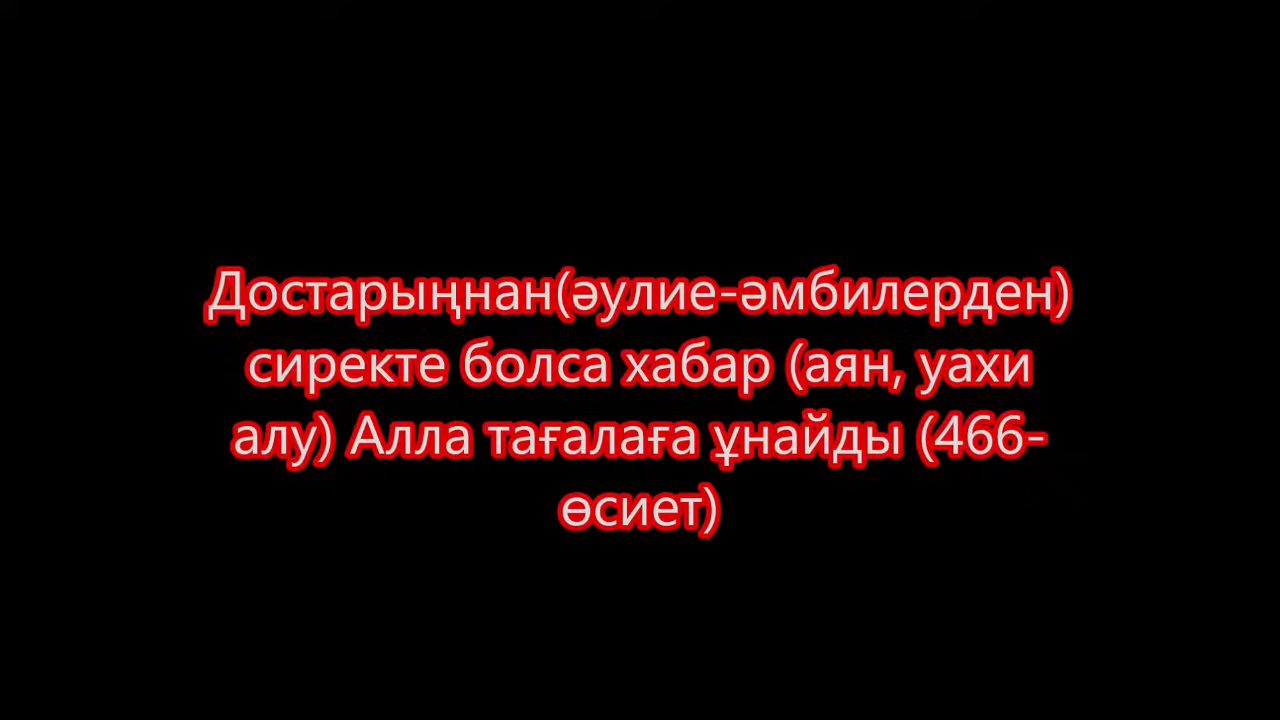 Достарыңнан(әулие-әмбилерден)
сиректе болса хабар (аян, уахи
алу) Алла тағалаға ұнайды (466-
өсиет)